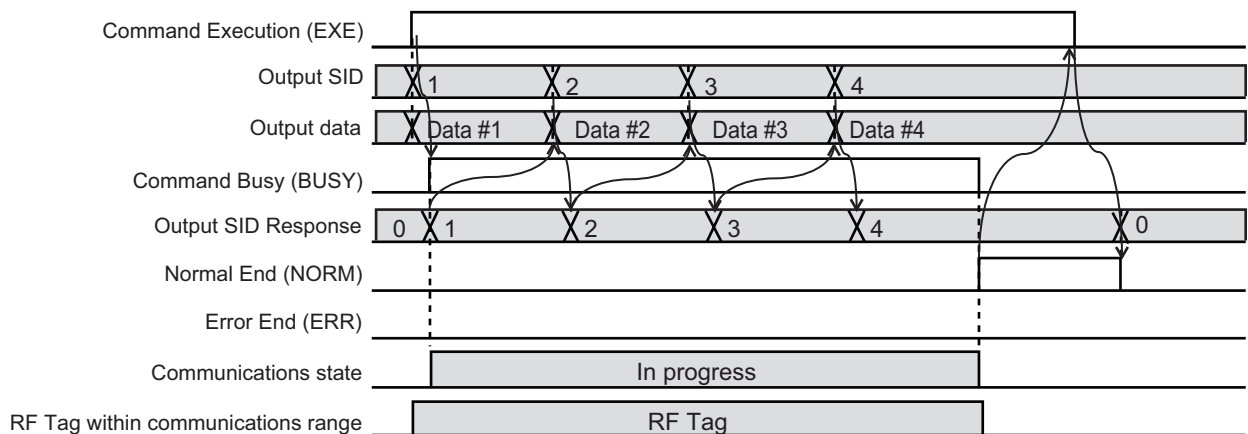 Command Execution (EXE)
Output SID 1 2 3 4
Output data Data #1 Data #2 Data #3 Data #4
Command Busy (BUSY)
Output SID Response 0 1 2 3 4 0
Normal End (NORM)
Error End (ERR)
Communications state In progress
RF Tag within communications range RF Tag